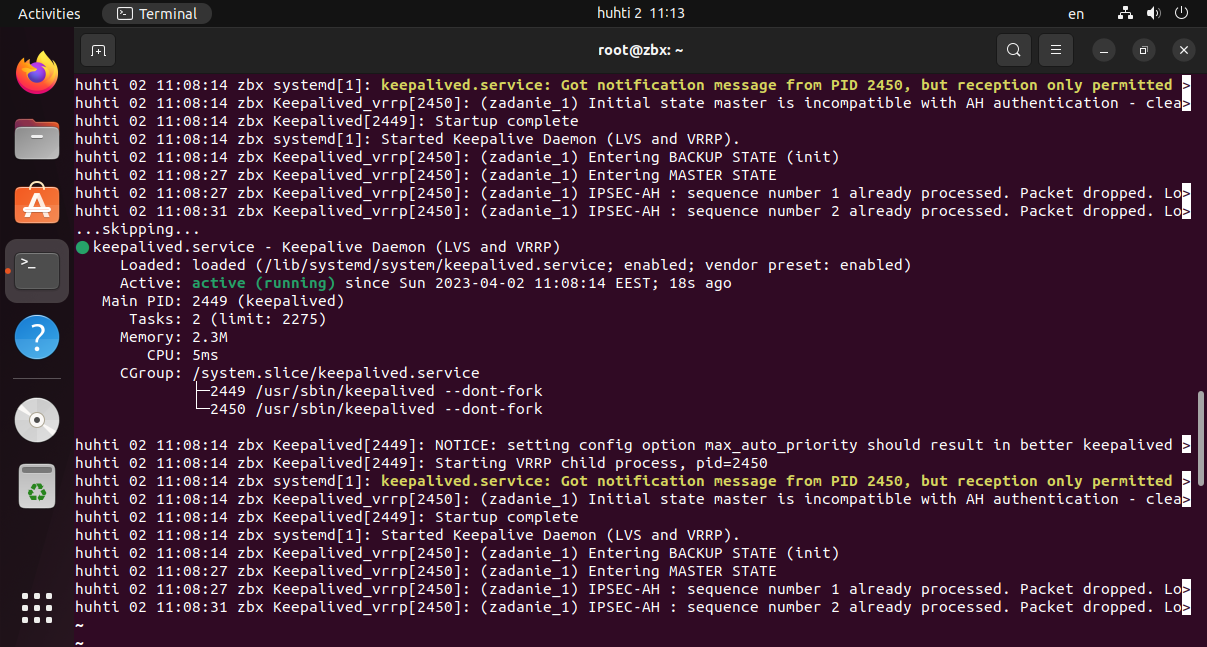 Activities Terminal huhti 2 11:13 en
root@zbx: ~
huhti 02 11:08:14 zbx systemd[1]: keepalived.service: Got notification message from PID 2450, but reception only permitted >
huhti 02 11:08:14 zbx Keepalived_vrrp[2450]: (zadanie_1) Initial state master is incompatible with AH authentication - clea>
huhti 02 11:08:14 zbx Keepalived[2449]: Startup complete
huhti 02 11:08:14 zbx systemd[1]: Started Keepalive Daemon (LVS and VRRP).
huhti 02 11:08:14 zbx Keepalived_vrrp[2450]: (zadanie_1) Entering BACKUP STATE (init)
huhti 02 11:08:27 zbx Keepalived_vrrp[2450]: (zadanie_1) Entering MASTER STATE
huhti 02 11:08:27 zbx Keepalived_vrrp[2450]: (zadanie_1) IPSEC-AH : sequence number 1 already processed. Packet dropped. Lo>
huhti 02 11:08:31 zbx Keepalived_vrrp[2450]: (zadanie_1) IPSEC-AH : sequence number 2 already processed. Packet dropped. Lo>
...skipping...
● keepalived.service - Keepalive Daemon (LVS and VRRP)
Loaded: loaded (/lib/systemd/system/keepalived.service; enabled; vendor preset: enabled)
Active: active (running) since Sun 2023-04-02 11:08:14 EEST; 18s ago
Main PID: 2449 (keepalived)
Tasks: 2 (limit: 2275)
Memory: 2.3M
CPU: 5ms
CGroup: /system.slice/keepalived.service
├─2449 /usr/sbin/keepalived --dont-fork
└─2450 /usr/sbin/keepalived --dont-fork
huhti 02 11:08:14 zbx Keepalived[2449]: NOTICE: setting config option max_auto_priority should result in better keepalived >
huhti 02 11:08:14 zbx Keepalived[2449]: Starting VRRP child process, pid=2450
huhti 02 11:08:14 zbx systemd[1]: keepalived.service: Got notification message from PID 2450, but reception only permitted >
huhti 02 11:08:14 zbx Keepalived_vrrp[2450]: (zadanie_1) Initial state master is incompatible with AH authentication - clea>
huhti 02 11:08:14 zbx Keepalived[2449]: Startup complete
huhti 02 11:08:14 zbx systemd[1]: Started Keepalive Daemon (LVS and VRRP).
huhti 02 11:08:14 zbx Keepalived_vrrp[2450]: (zadanie_1) Entering BACKUP STATE (init)
huhti 02 11:08:27 zbx Keepalived_vrrp[2450]: (zadanie_1) Entering MASTER STATE
huhti 02 11:08:27 zbx Keepalived_vrrp[2450]: (zadanie_1) IPSEC-AH : sequence number 1 already processed. Packet dropped. Lo>
huhti 02 11:08:31 zbx Keepalived_vrrp[2450]: (zadanie_1) IPSEC-AH : sequence number 2 already processed. Packet dropped. Lo>
~
~